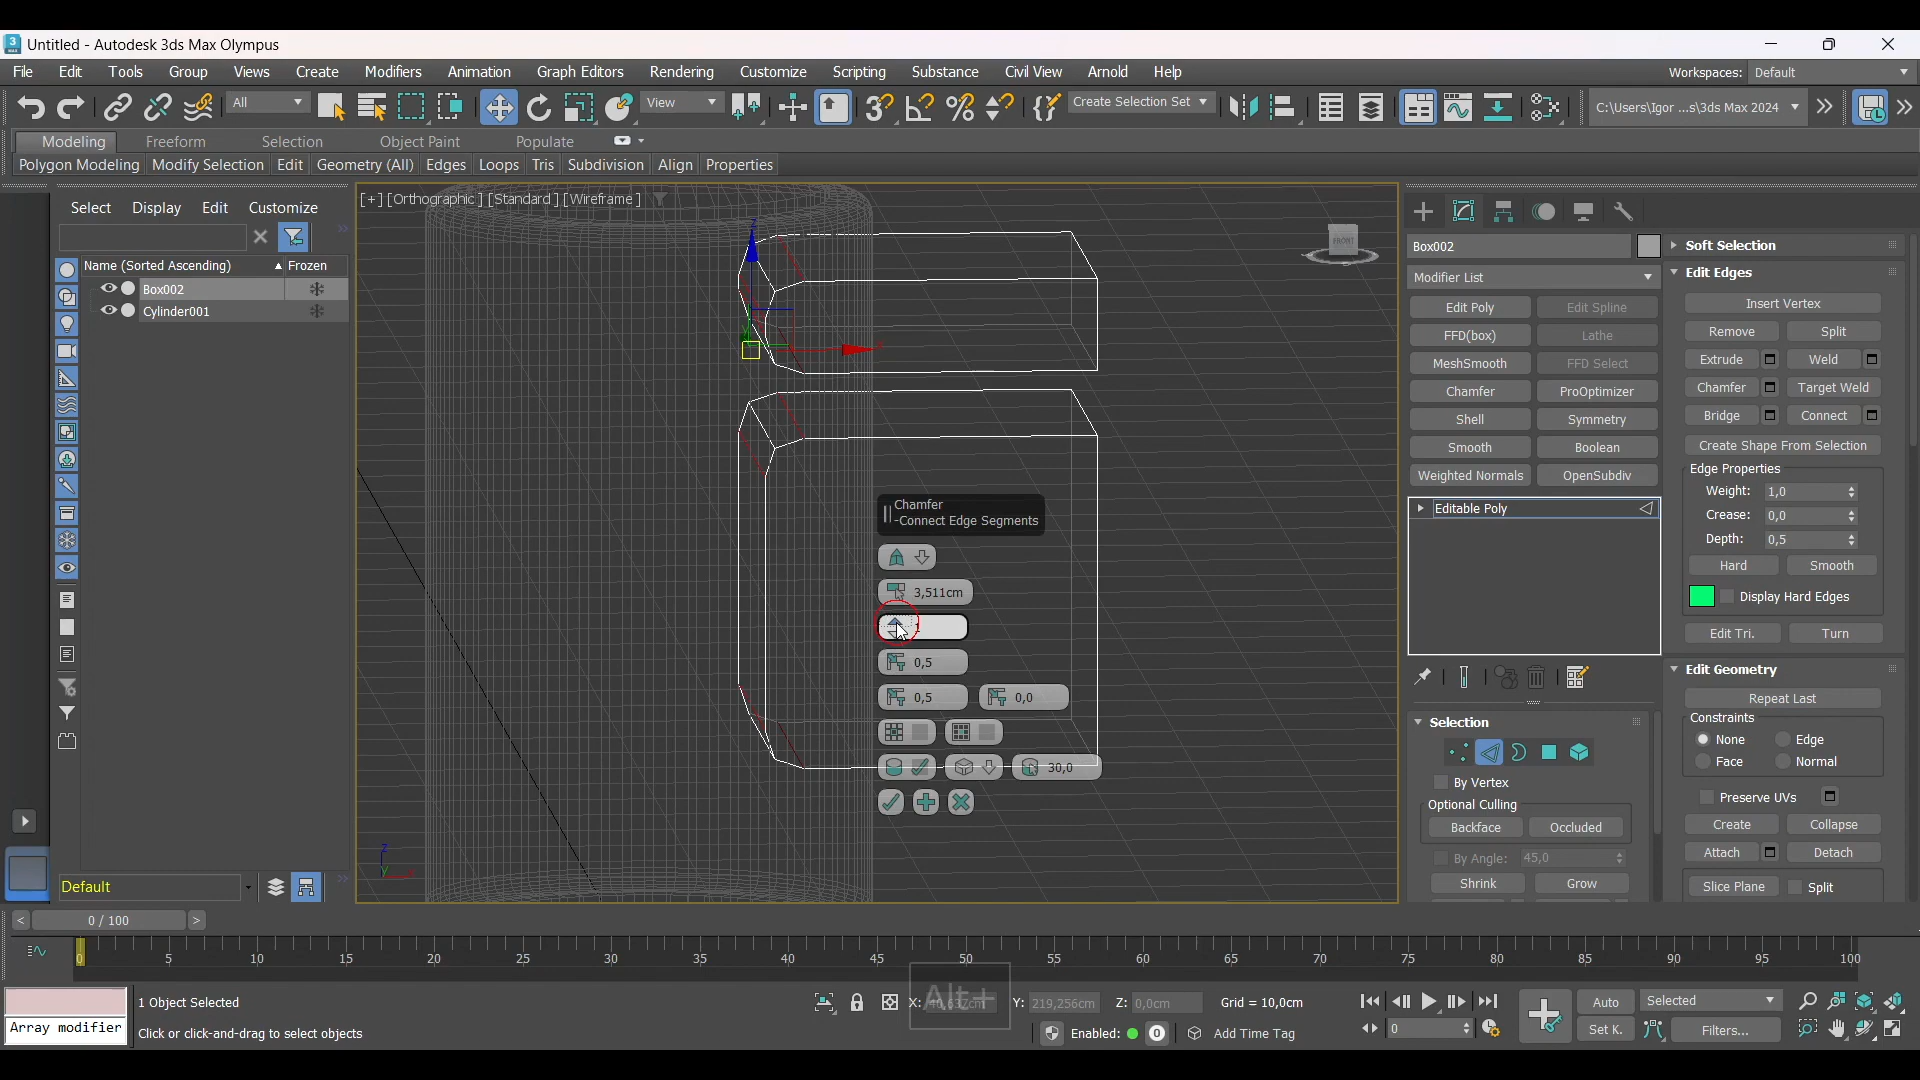 Untitled - Autodesk 3ds Max Olympus
File Edit Tools Group Views Create Modifiers Animation Graph Editors Rendering Customize Scripting Substance Civil View Arnold Help
Workspaces: Default
All
View
Create Selection Set
C:\Users\Igor ...s\3ds Max 2024
Modeling Freeform Selection Object Paint Populate
Polygon Modeling Modify Selection Edit Geometry (All) Edges Loops Tris Subdivision Align Properties
Select Display Edit Customize
Name (Sorted Ascending) Frozen
Box002
Cylinder001
Default
[+] [Orthographic] [Standard] [Wireframe]
FRONT
Chamfer
-Connect Edge Segments
3,511cm
0,5
0,5 0,0
30,0
Box002
Modifier List
Edit Poly Edit Spline
FFD(box) Lathe
MeshSmooth FFD Select
Chamfer ProOptimizer
Shell Symmetry
Smooth Boolean
Weighted Normals OpenSubdiv
Editable Poly
Selection
By Vertex
Optional Culling
Backface Occluded
By Angle: 45,0
Shrink Grow
Soft Selection
Edit Edges
Insert Vertex
Remove Split
Extrude Weld
Chamfer Target Weld
Bridge Connect
Create Shape From Selection
Edge Properties
Weight: 1,0
Crease: 0,0
Depth: 0,5
Hard Smooth
Display Hard Edges
Edit Tri. Turn
Edit Geometry
Repeat Last
Constraints
None Edge
Face Normal
Preserve UVs
Create Collapse
Attach Detach
Slice Plane Split
< 0 / 100 >
0 5 10 15 20 25 30 35 40 45 50 55 60 65 70 75 80 85 90 95 100
Array modifier
1 Object Selected
Click or click-and-drag to select objects
Alt+
X: Y: 219,256cm Z: 0,0cm Grid = 10,0cm
Enabled: 0 Add Time Tag
0
Auto Selected
Set K. Filters...